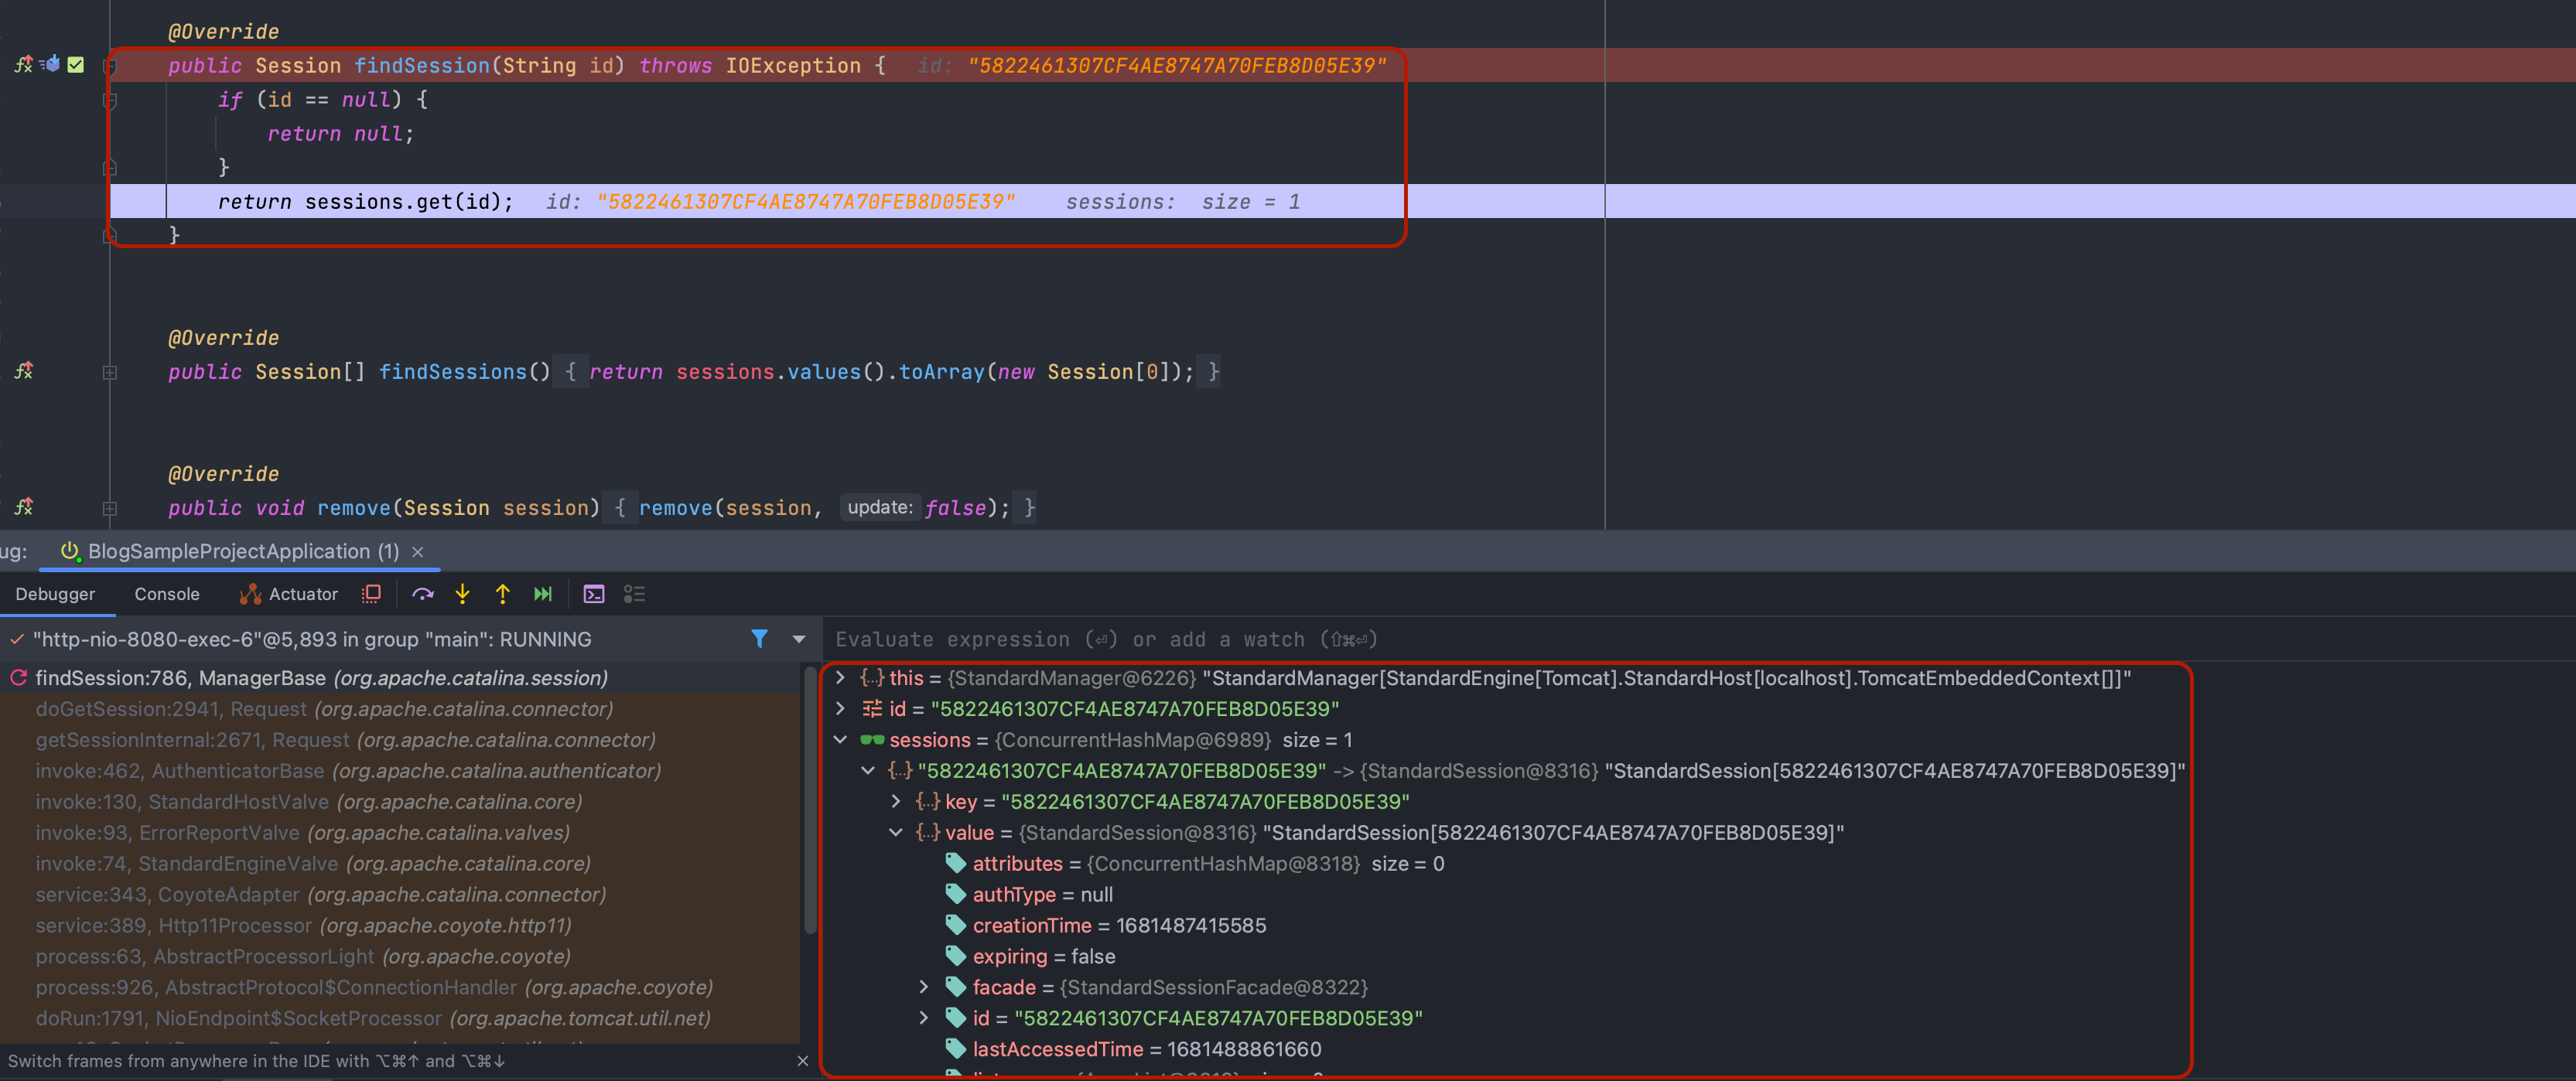 @Override
public Session findSession(String id) throws IOException {   id: "5822461307CF4AE8747A70FEB8D05E39"
if (id == null) {
return null;
}
return sessions.get(id);   id: "5822461307CF4AE8747A70FEB8D05E39"    sessions:  size = 1
}
@Override
public Session[] findSessions() { return sessions.values().toArray(new Session[0]); }
@Override
public void remove(Session session) { remove(session, update: false); }
ug: BlogSampleProjectApplication (1)
Debugger Console Actuator
"http-nio-8080-exec-6"@5,893 in group "main": RUNNING
findSession:786, ManagerBase (org.apache.catalina.session)
doGetSession:2941, Request (org.apache.catalina.connector)
getSessionInternal:2671, Request (org.apache.catalina.connector)
invoke:462, AuthenticatorBase (org.apache.catalina.authenticator)
invoke:130, StandardHostValve (org.apache.catalina.core)
invoke:93, ErrorReportValve (org.apache.catalina.valves)
invoke:74, StandardEngineValve (org.apache.catalina.core)
service:343, CoyoteAdapter (org.apache.catalina.connector)
service:389, Http11Processor (org.apache.coyote.http11)
process:63, AbstractProcessorLight (org.apache.coyote)
process:926, AbstractProtocol$ConnectionHandler (org.apache.coyote)
doRun:1791, NioEndpoint$SocketProcessor (org.apache.tomcat.util.net)
Switch frames from anywhere in the IDE with ⌥⌘↑ and ⌥⌘↓
Evaluate expression (⏎) or add a watch (⇧⌘⏎)
this = {StandardManager@6226} "StandardManager[StandardEngine[Tomcat].StandardHost[localhost].TomcatEmbeddedContext[]]"
id = "5822461307CF4AE8747A70FEB8D05E39"
sessions = {ConcurrentHashMap@6989} size = 1
{...} "5822461307CF4AE8747A70FEB8D05E39" -> {StandardSession@8316} "StandardSession[5822461307CF4AE8747A70FEB8D05E39]"
key = "5822461307CF4AE8747A70FEB8D05E39"
value = {StandardSession@8316} "StandardSession[5822461307CF4AE8747A70FEB8D05E39]"
attributes = {ConcurrentHashMap@8318} size = 0
authType = null
creationTime = 1681487415585
expiring = false
facade = {StandardSessionFacade@8322}
id = "5822461307CF4AE8747A70FEB8D05E39"
lastAccessedTime = 1681488861660